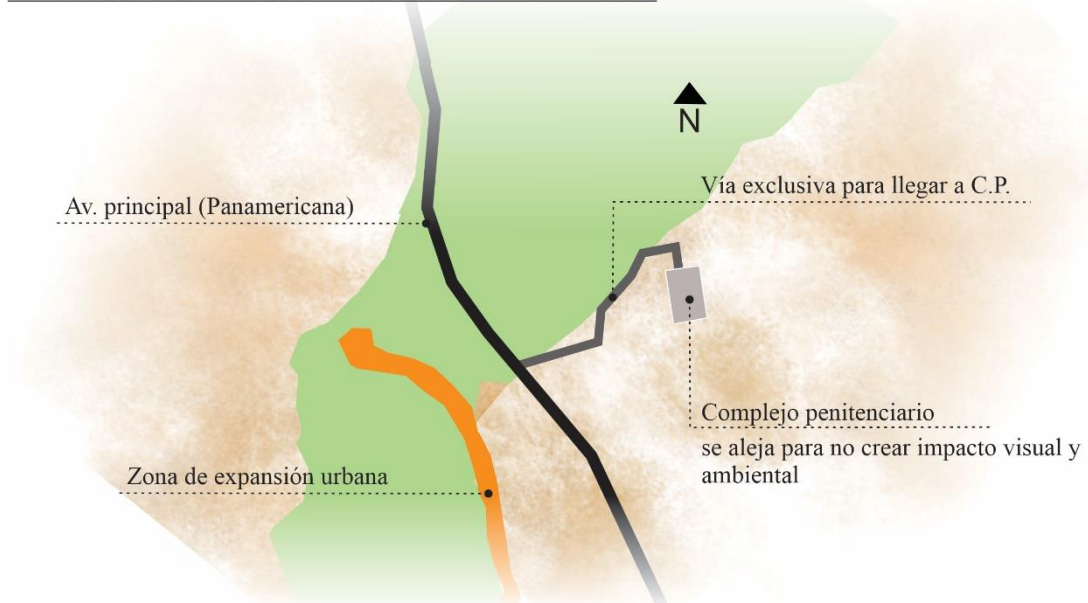 N
Vía exclusiva para llegar a C.P.
Av. principal (Panamericana)
Complejo penitenciario
se aleja para no crear impacto visual y
ambiental
Zona de expansión urbana